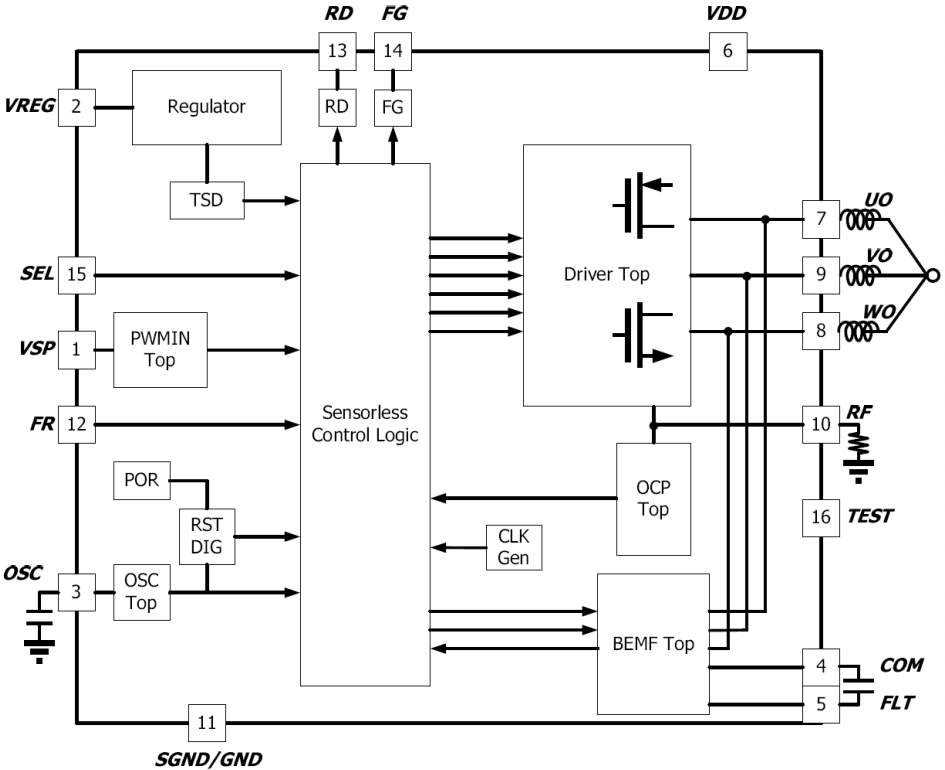 RD FG VDD
13 14 6
VREG 2 Regulator RD FG
TSD
UO
7
SEL 15 Driver Top 9 VO
VSP 1 PWMIN
Top
8 WO
FR 12 Sensorless
Control Logic
10 RF
POR
OCP
Top
16 TEST
RST
DIG
CLK
Gen
OSC 3 OSC
Top
BEMF Top
4 COM
5 FLT
11
SGND/GND